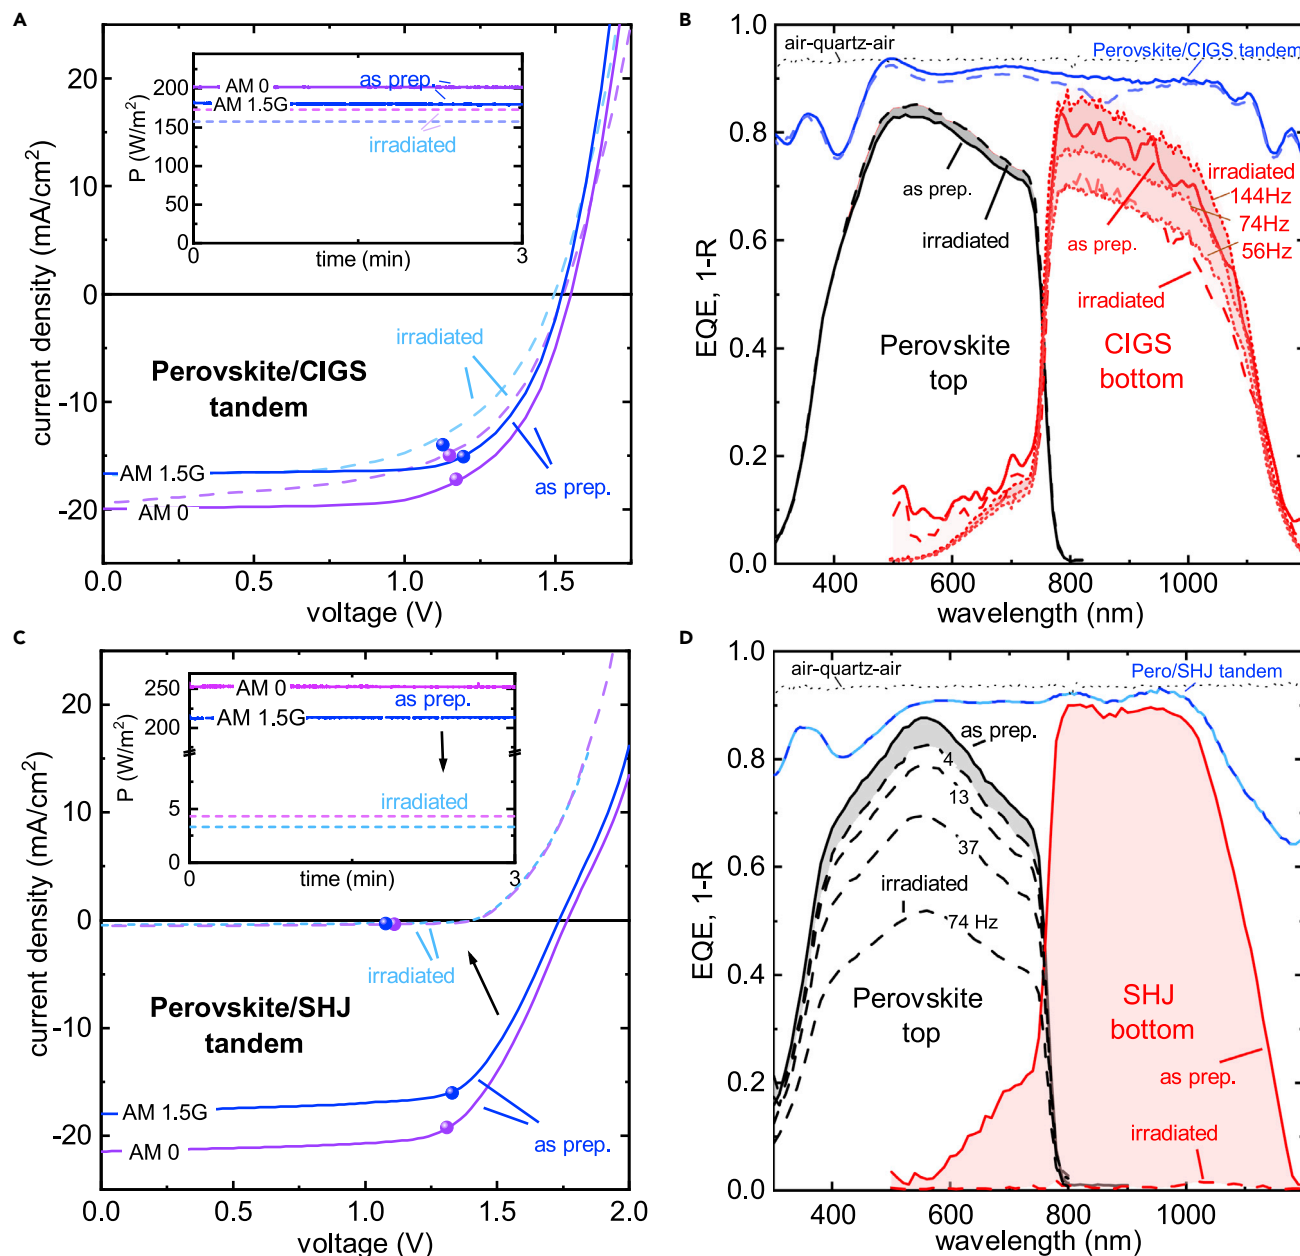 A
20
10
0
-10
-20
current density (mA/cm²)
0.0
0.5
1.0
1.5
voltage (V)
200
150
100
50
0
P (W/m²)
0
3
time (min)
AM 0
as prep.
AM 1.5G
irradiated
irradiated
Perovskite/CIGS
tandem
AM 1.5G
AM 0
as prep.
B
1.0
0.8
0.6
0.4
0.2
0.0
EQE, 1-R
400
600
800
1000
wavelength (nm)
air-quartz-air
Perovskite/CIGS tandem
as prep.
irradiated
irradiated
144Hz
74Hz
56Hz
as prep.
irradiated
Perovskite
top
CIGS
bottom
C
20
10
0
-10
-20
current density (mA/cm²)
0.0
0.5
1.0
1.5
2.0
voltage (V)
250
200
5
0
P (W/m²)
0
3
time (min)
AM 0
as prep.
AM 1.5G
irradiated
irradiated
Perovskite/SHJ
tandem
AM 1.5G
AM 0
as prep.
D
1.0
0.8
0.6
0.4
0.2
0.0
EQE, 1-R
400
600
800
1000
wavelength (nm)
air-quartz-air
Pero/SHJ tandem
as prep.
4
13
37
irradiated
74 Hz
Perovskite
top
SHJ
bottom
as prep.
irradiated